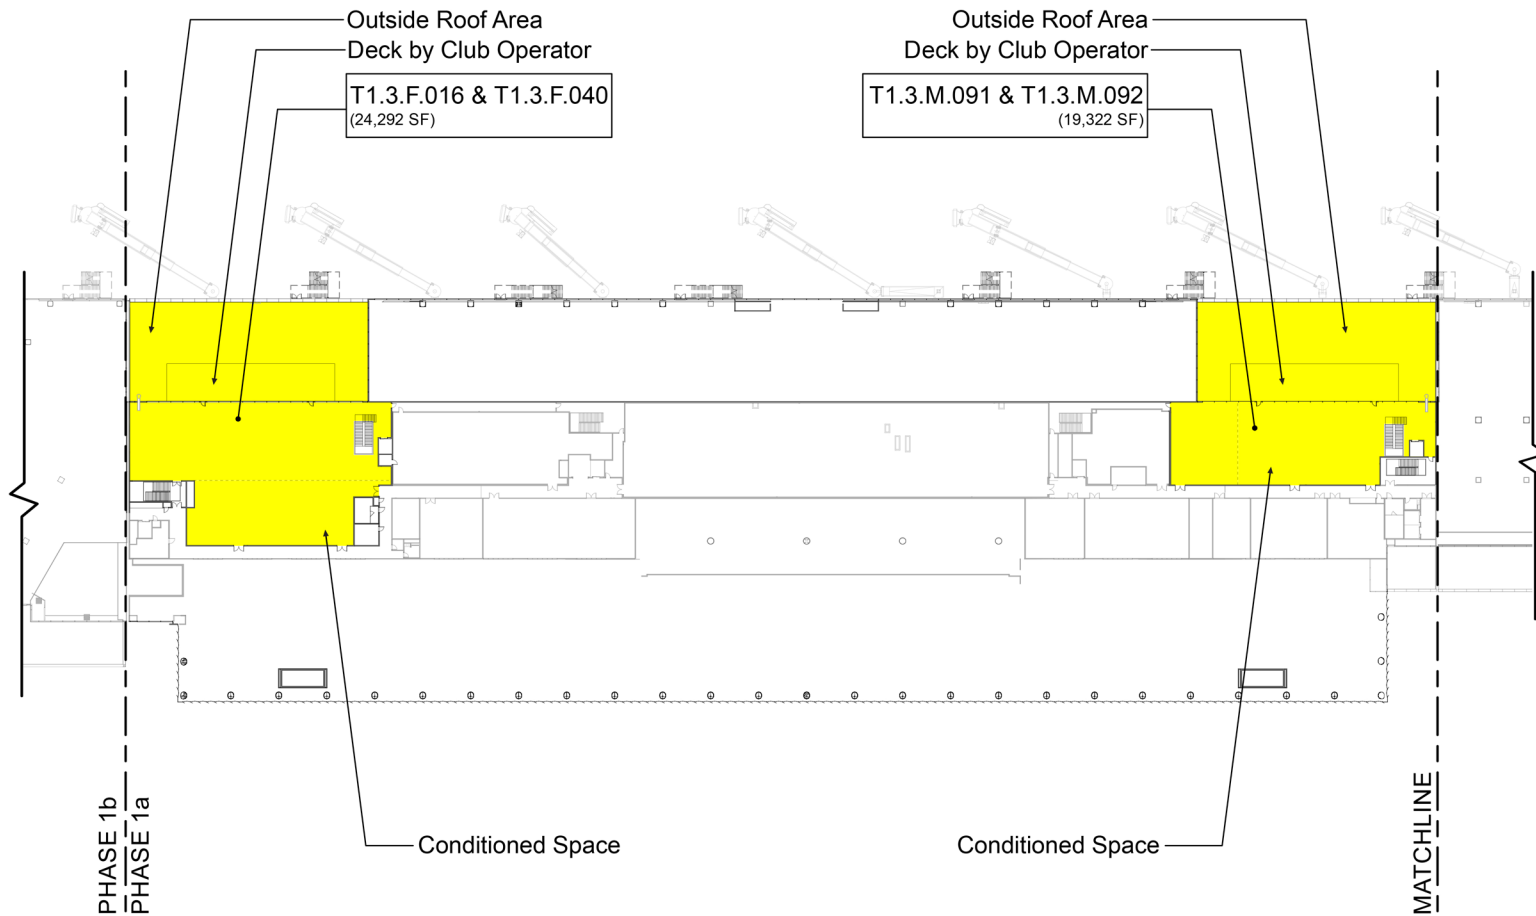 Outside Roof Area
Deck by Club Operator
T1.3.F.016 & T1.3.F.040
(24,292 SF)
Outside Roof Area
Deck by Club Operator
T1.3.M.091 & T1.3.M.092
(19,322 SF)
Conditioned Space
Conditioned Space
PHASE 1b
PHASE 1a
MATCHLINE